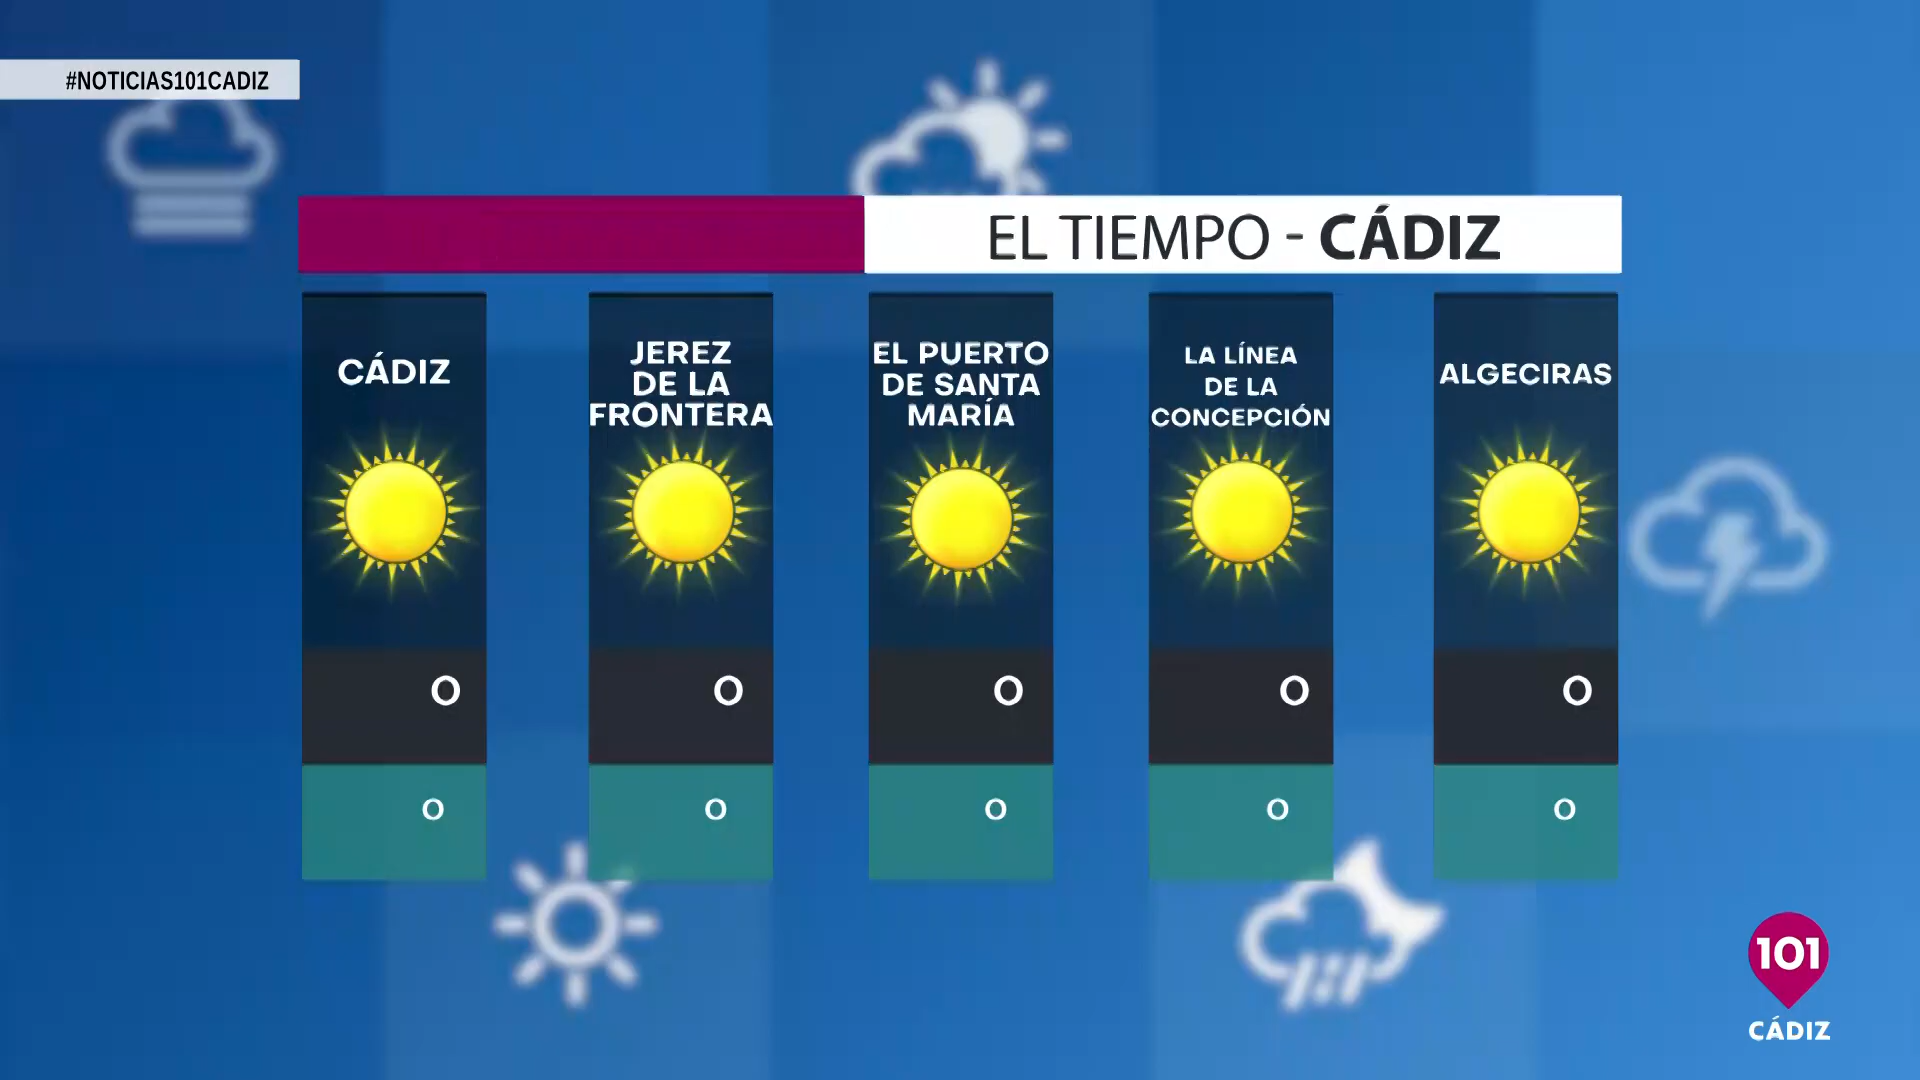 #NOTICIAS101CADIZ
EL TIEMPO - CÁDIZ
CÁDIZ
JEREZ
DE LA
FRONTERA
EL PUERTO
DE SANTA
MARÍA
LA LÍNEA
DE LA
CONCEPCIÓN
ALGECIRAS
O
O
O
O
O
O
O
O
O
O
101
CÁDIZ